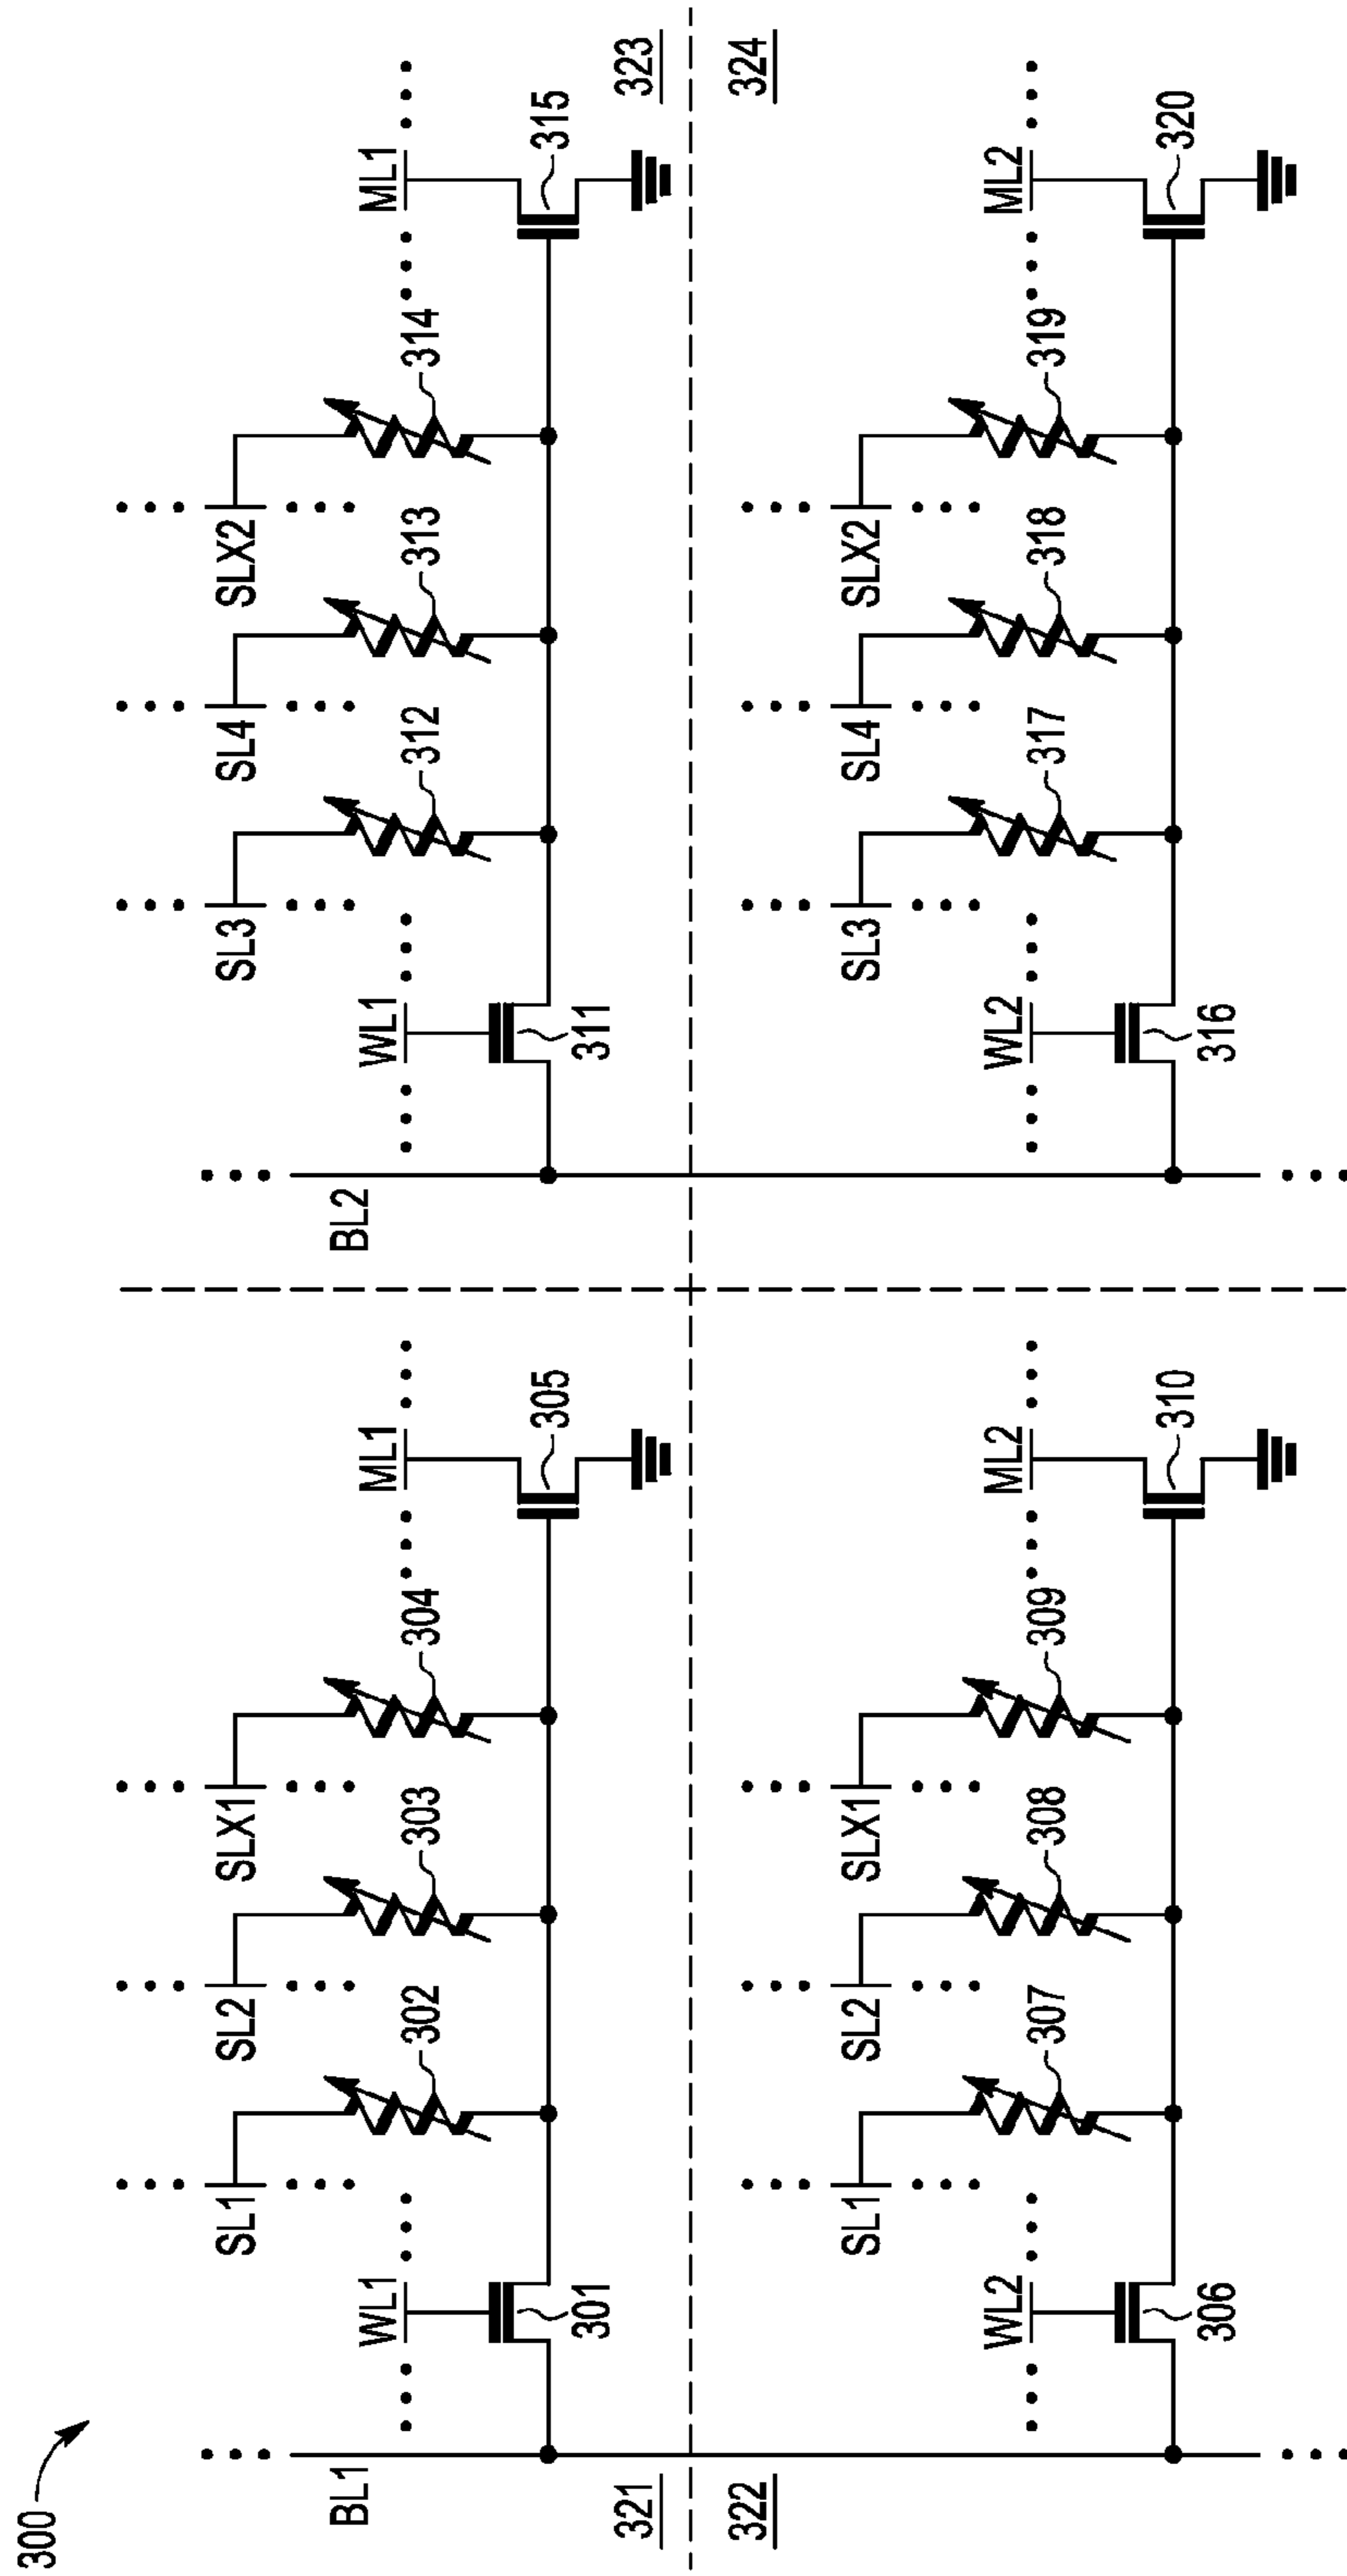 300
BL1
WL1
SL1
SL2
SLX1
ML1
301
302
303
304
305
321
BL2
WL1
SL3
SL4
SLX2
ML1
311
312
313
314
315
323
322
WL2
SL1
SL2
SLX1
ML2
306
307
308
309
310
324
WL2
SL3
SL4
SLX2
ML2
316
317
318
319
320